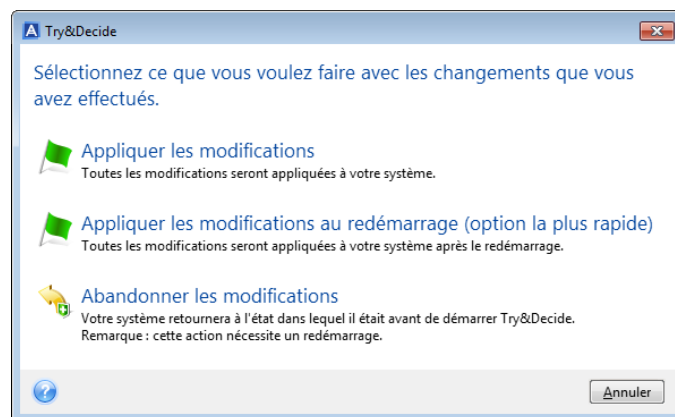 Try&Decide
Sélectionnez ce que vous voulez faire avec les changements que vous
avez effectués.
Appliquer les modifications
Toutes les modifications seront appliquées à votre système.
Appliquer les modifications au redémarrage (option la plus rapide)
Toutes les modifications seront appliquées à votre système après le redémarrage.
Abandonner les modifications
Votre système retournera à l'état dans lequel il était avant de démarrer Try&Decide.
Remarque : cette action nécessite un redémarrage.
Annuler